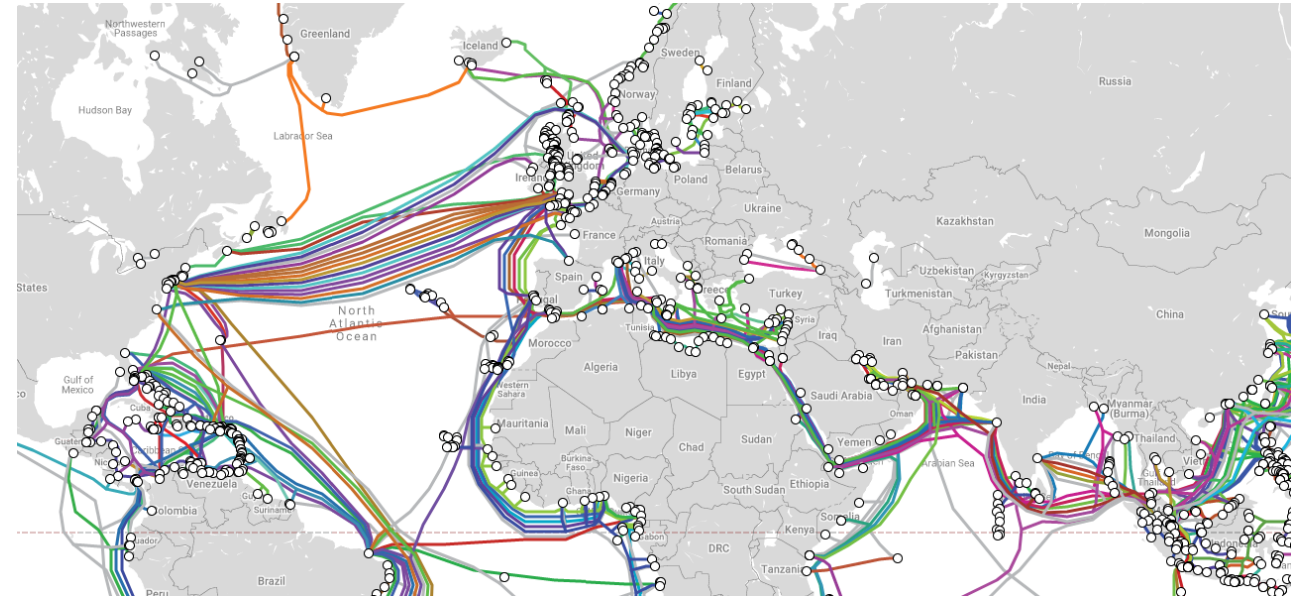 Northwestern
Passages
Greenland
Iceland
Sweden
Finland
Norway
Russia
Hudson Bay
Labrador Sea
United
Kingdom
Belarus
Poland
Germany
Ukraine
Kazakhstan
Mongolia
Austria
France
Romania
Italy
Uzbekistan
Kyrgyzstan
Spain
Turkey
Turkmenistan
States
North
Atlantic
Ocean
Tunisia
Syria
China
Morocco
Iraq
Iran
Afghanistan
Pakistan
Algeria
Libya
Egypt
Nepal
Gulf of
Mexico
Western
Sahara
Saudi Arabia
India
Myanmar
(Burma)
Cuba
Oman
Mauritania
Mali
Niger
Chad
Sudan
Yemen
Thailand
Arabian Sea
Burkina
Faso
Guinea
Nigeria
Ethiopia
Venezuela
South Sudan
Suriname
Kenya
DRC
Tanzania
Brazil
Peru